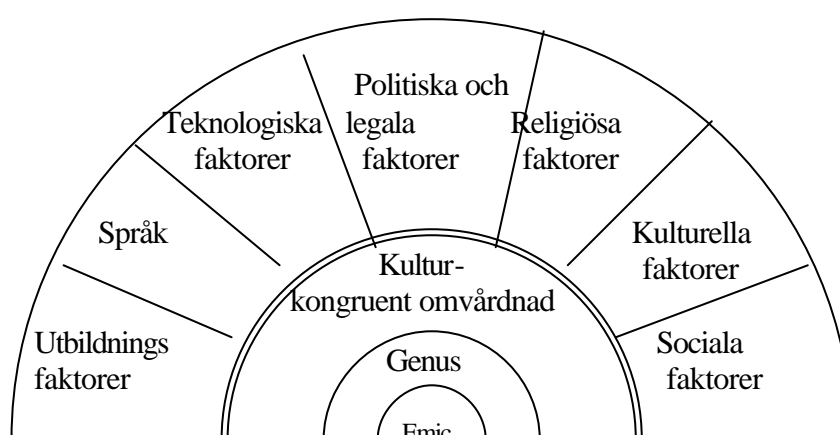 Politiska och
legala
faktorer
Teknologiska
faktorer
Religiösa
faktorer
Språk
Kulturella
faktorer
Kultur-
kongruent omvårdnad
Utbildnings
faktorer
Genus
Sociala
faktorer
Emic